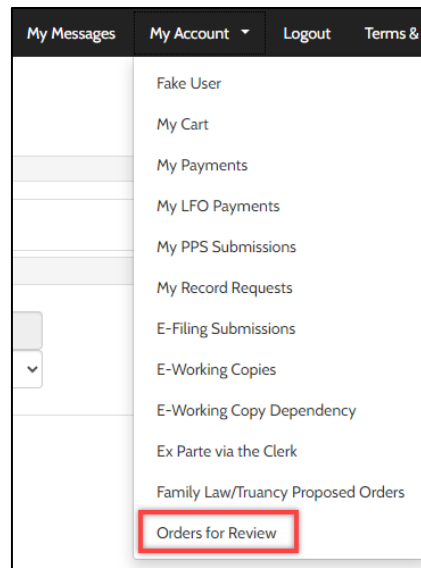 My Messages My Account Logout Terms &
Fake User
My Cart
My Payments
My LFO Payments
My PPS Submissions
My Record Requests
E-Filing Submissions
E-Working Copies
E-Working Copy Dependency
Ex Parte via the Clerk
Family Law/Truancy Proposed Orders
Orders for Review